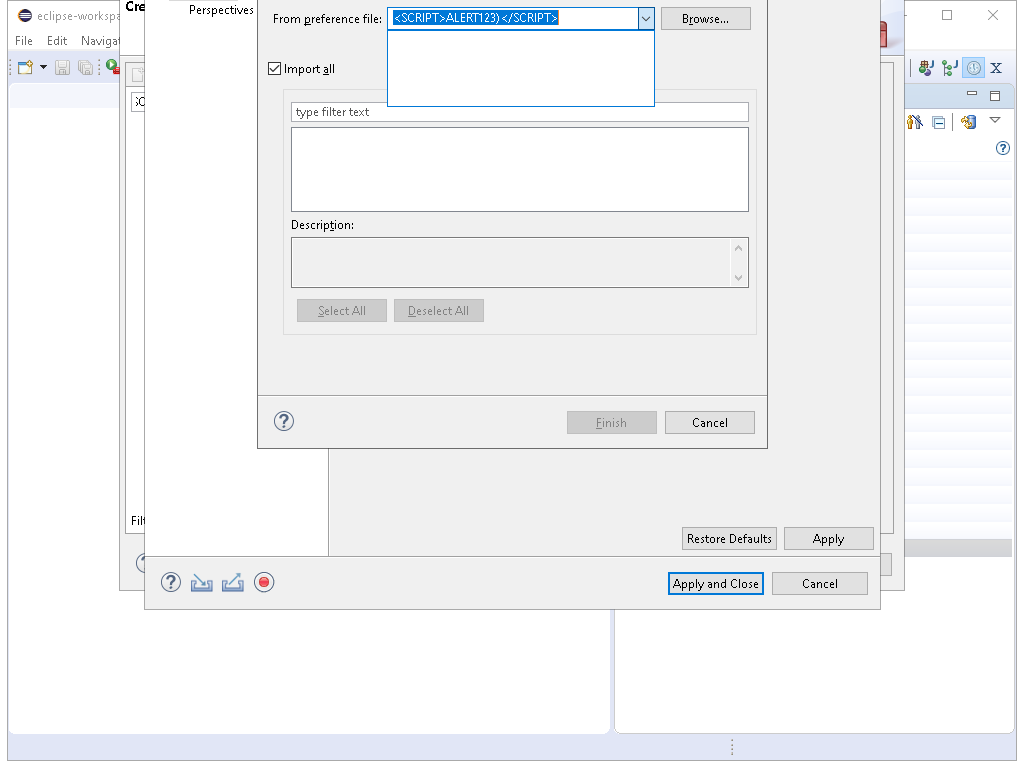 eclipse-workspa
File Edit Navigat
Cre
Perspectives
From preference file: <SCRIPT>ALERT123)</SCRIPT> Browse...
Import all
type filter text
Description:
Select All Deselect All
Finish Cancel
Filt
Restore Defaults Apply
Apply and Close Cancel